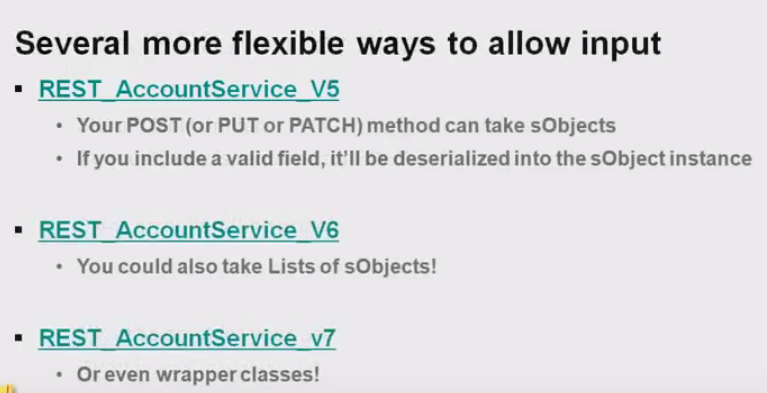 Several more flexible ways to allow input
▪ REST_AccountService_V5
• Your POST (or PUT or PATCH) method can take sObjects
• If you include a valid field, it'll be deserialized into the sObject instance
▪ REST_AccountService_V6
• You could also take Lists of sObjects!
▪ REST_AccountService_v7
• Or even wrapper classes!